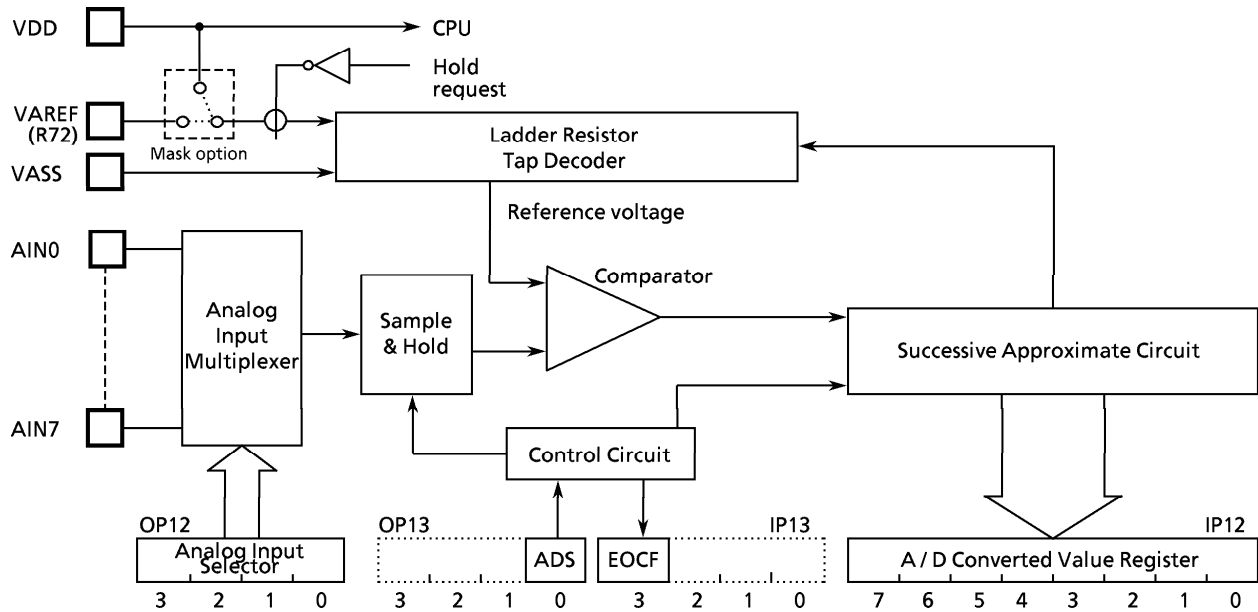 VDD
CPU
Hold
request
VAREF
(R72)
Mask option
VASS
Ladder Resistor
Tap Decoder
Reference voltage
AIN0
Analog
Input
Multiplexer
Sample
& Hold
Comparator
Successive Approximate Circuit
AIN7
Control Circuit
OP12
OP13
IP13
IP12
Analog Input
Selector
ADS
EOCF
A / D Converted Value Register
3 2 1 0
3 2 1 0
3 2 1 0
7 6 5 4 3 2 1 0